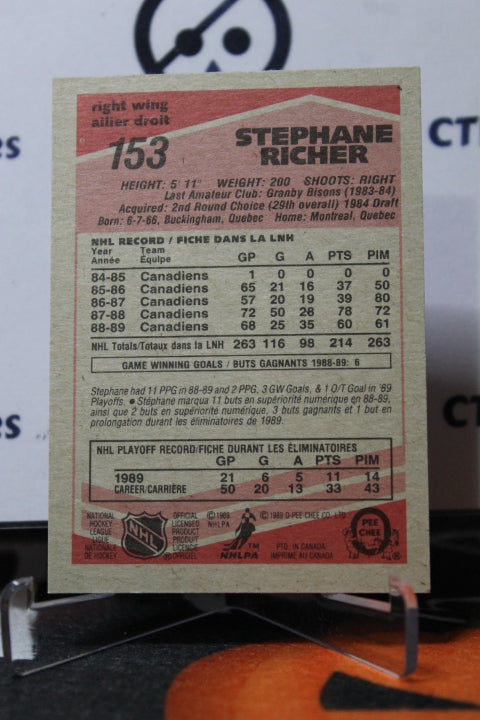 right wing
ailier droit
153
STEPHANE
RICHER
HEIGHT: 5' 11" WEIGHT: 200 SHOOTS: RIGHT
Last Amateur Club: Granby Bisons (1983-84)
Acquired: 2nd Round Choice (29th overall) 1984 Draft
Born: 6-7-66, Buckingham, Quebec Home: Montreal, Quebec
NHL RECORD / FICHE DANS LA LNH
Year Team
Année Équipe GP G A PTS PIM
84-85 Canadiens 1 0 0 0 0
85-86 Canadiens 65 21 16 37 50
86-87 Canadiens 57 20 19 39 80
87-88 Canadiens 72 50 28 78 72
88-89 Canadiens 68 25 35 60 61
NHL Totals/Totaux dans la LNH 263 116 98 214 263
GAME WINNING GOALS / BUTS GAGNANTS 1988-89: 6
Stephane had 11 PPG in 88-89 and 2 PPG, 3 GW Goals, & 1 O/T Goal in '89
Playoffs. • Stéphane marqua 11 buts en supériorité numérique en 88-89,
ainsi que 2 buts en supériorité numérique, 3 buts gagnants et 1 but en
prolongation durant les éliminatoires de 1989.
NHL PLAYOFF RECORD/FICHE DURANT LES ÉLIMINATOIRES
GP G A PTS PIM
1989 21 6 5 11 14
CAREER/CARRIÈRE 50 20 13 33 43
NATIONAL
HOCKEY
LEAGUE
LIGUE
NATIONALE
DE HOCKEY
NHL
OFFICIAL
LICENSED
PRODUCT
PRODUIT
LICENCIÉ
OFFICIEL
© 1989
NHLPA
NHLPA
© 1989 O-PEE-CHEE CO. LTD.
PTD. IN CANADA
IMPRIMÉ AU CANADA
O PEE
CHEE
es
CT
es
CT